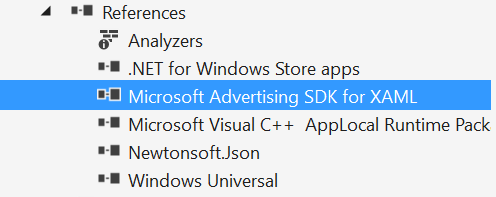 References
Analyzers
.NET for Windows Store apps
Microsoft Advertising SDK for XAML
Microsoft Visual C++ AppLocal Runtime Pack
Newtonsoft.Json
Windows Universal